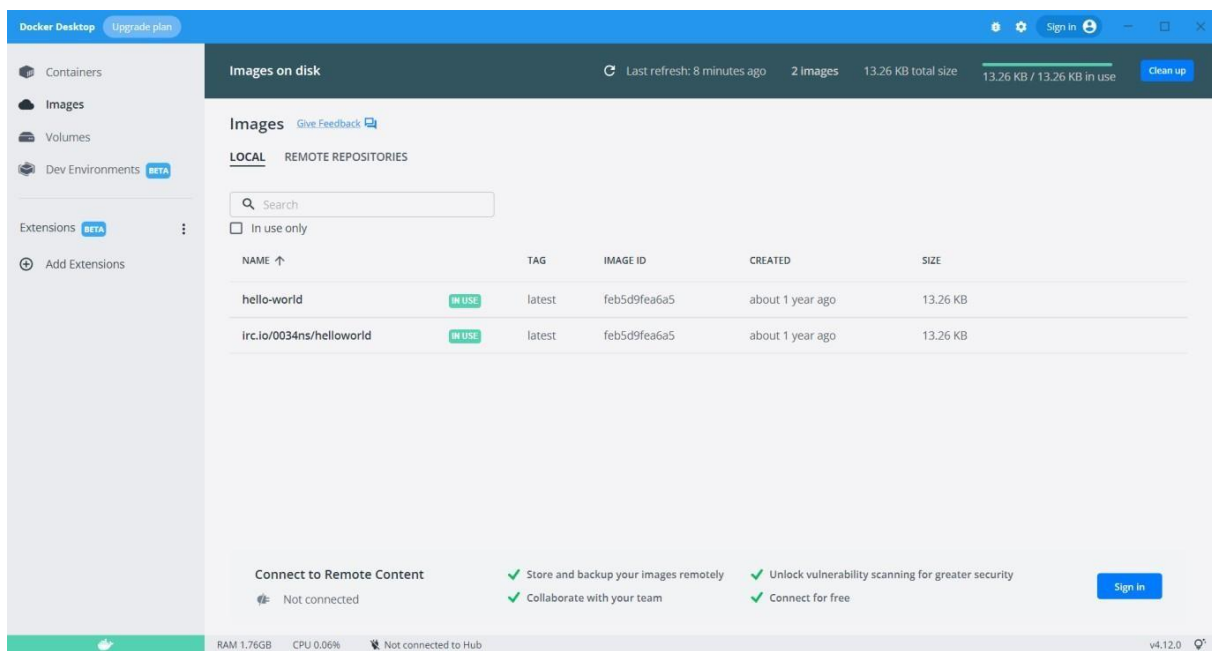 Docker Desktop Upgrade plan Sign in
Containers
Images
Volumes
Dev Environments BETA
Extensions BETA
Add Extensions
Images on disk Last refresh: 8 minutes ago 2 images 13.26 KB total size 13.26 KB / 13.26 KB in use Clean up
Images Give Feedback
LOCAL REMOTE REPOSITORIES
Search
In use only
NAME TAG IMAGE ID CREATED SIZE
hello-world IN USE latest feb5d9fea6a5 about 1 year ago 13.26 KB
irc.io/0034ns/helloworld IN USE latest feb5d9fea6a5 about 1 year ago 13.26 KB
Connect to Remote Content
Not connected
Store and backup your images remotely
Collaborate with your team
Unlock vulnerability scanning for greater security
Connect for free
Sign in
RAM 1.76GB CPU 0.06% Not connected to Hub v4.12.0